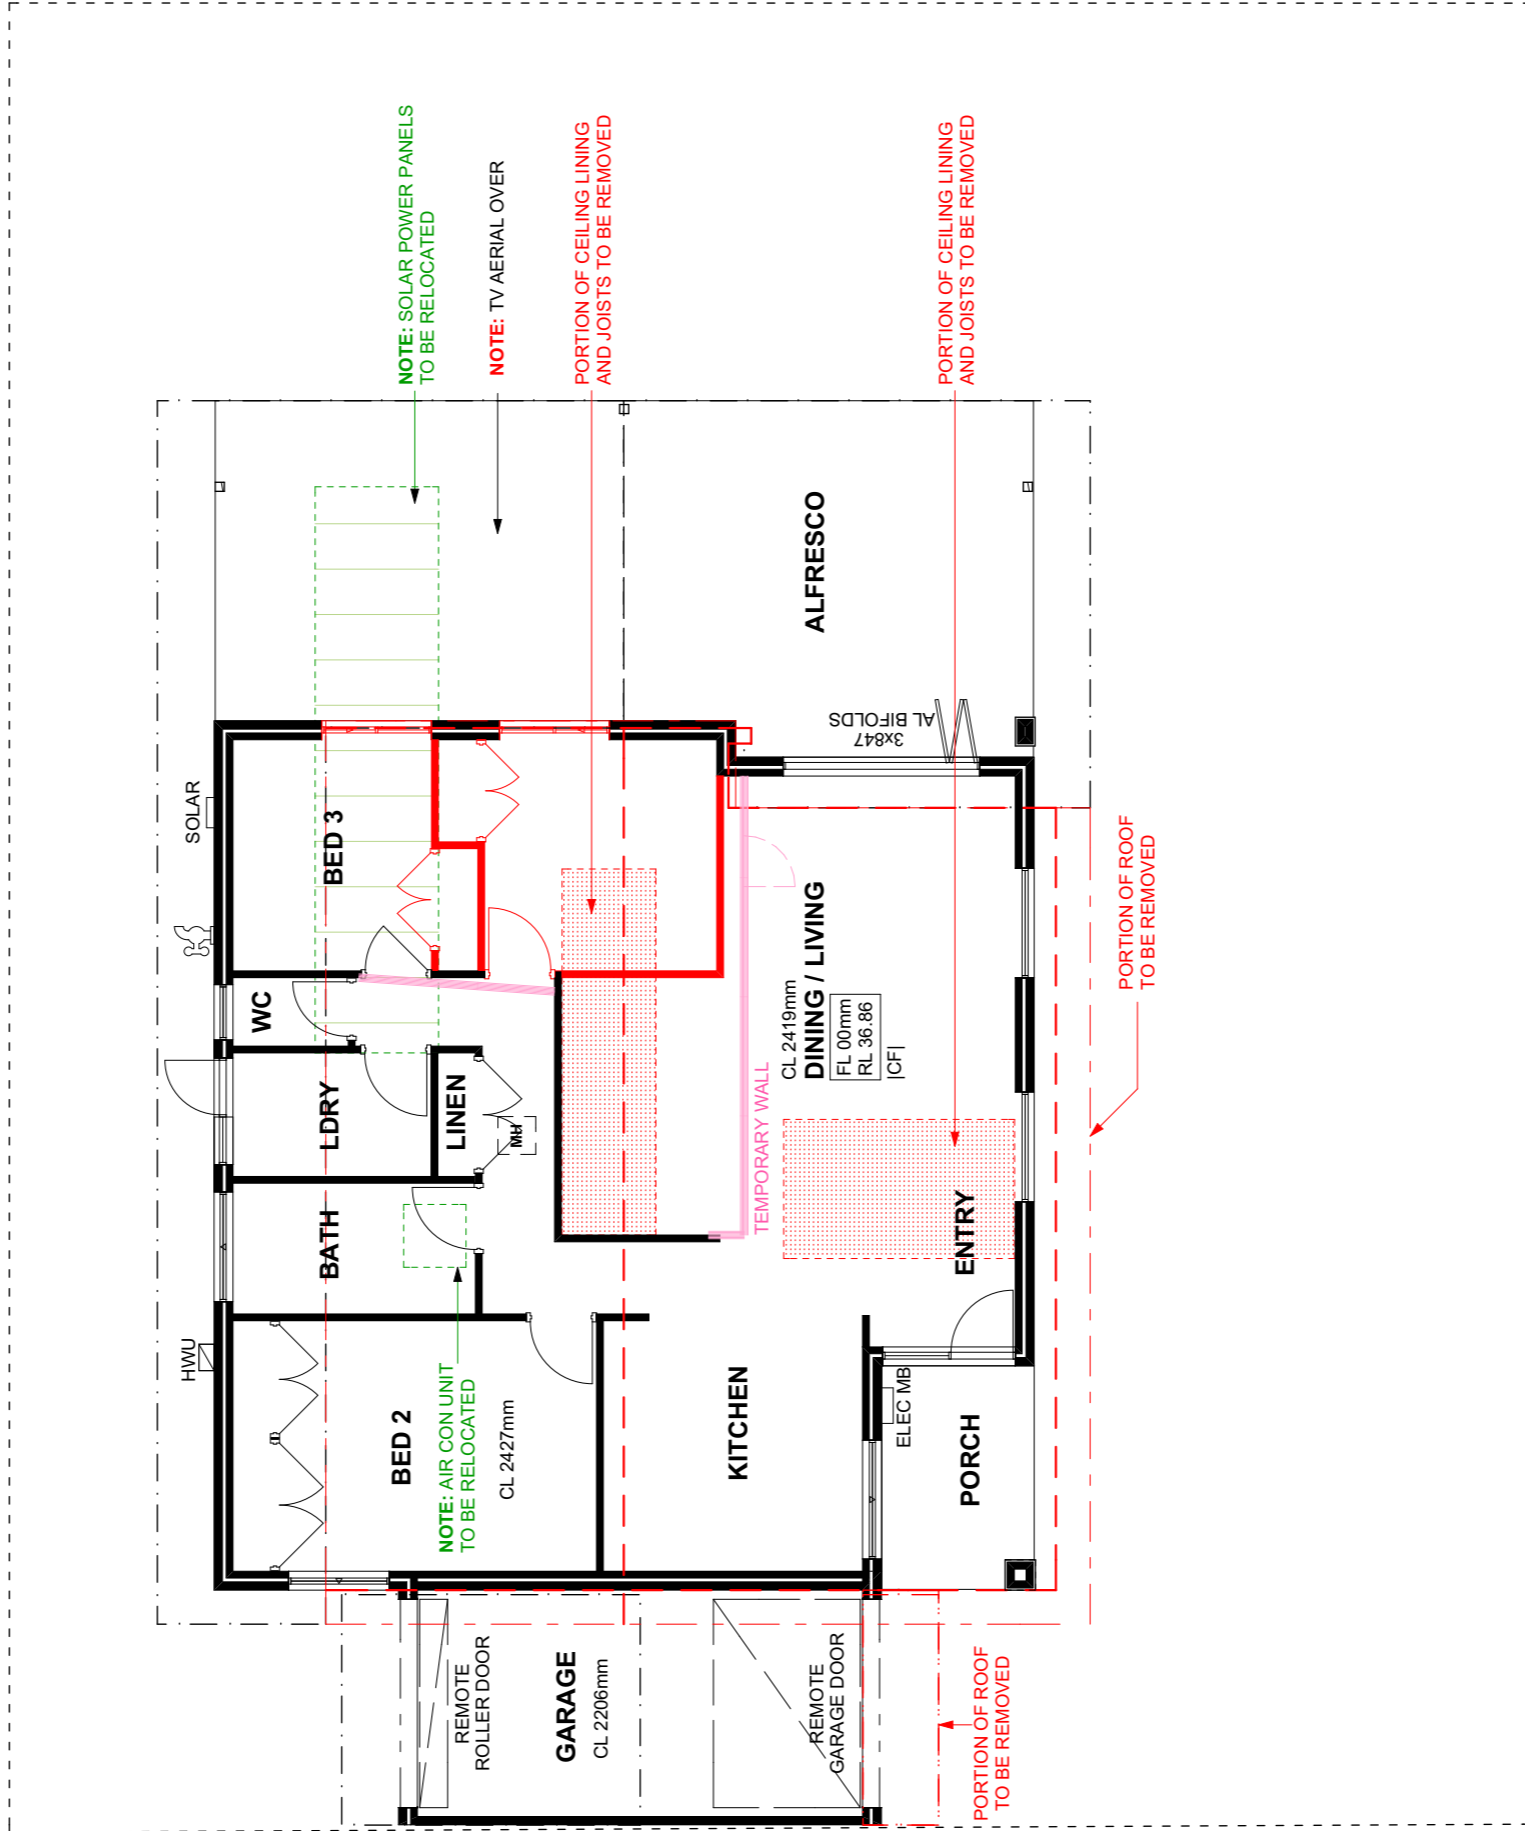 NOTE: SOLAR POWER PANELS
TO BE RELOCATED
NOTE: TV AERIAL OVER
PORTION OF CEILING LINING
AND JOISTS TO BE REMOVED
PORTION OF CEILING LINING
AND JOISTS TO BE REMOVED
ALFRESCO
3x847
AL BIFOLDS
SOLAR
BED 3
PORTION OF ROOF
TO BE REMOVED
WC
LDRY
LINEN
MH
BATH
CL 2419mm
DINING / LIVING
FL 00mm
RL 36.86
|CF|
TEMPORARY WALL
ENTRY
HWU
BED 2
NOTE: AIR CON UNIT
TO BE RELOCATED
CL 2427mm
KITCHEN
ELEC MB
PORCH
REMOTE
ROLLER DOOR
GARAGE
CL 2206mm
REMOTE
GARAGE DOOR
PORTION OF ROOF
TO BE REMOVED